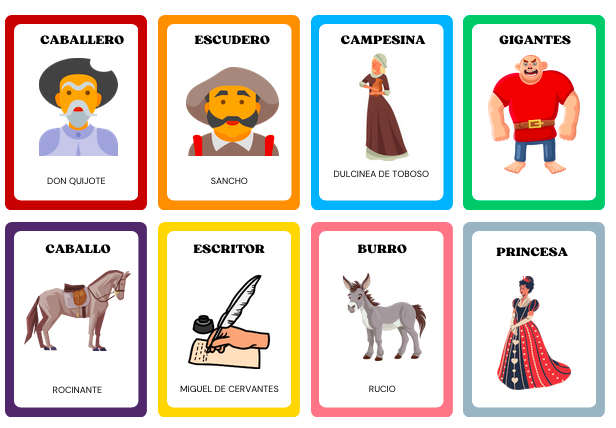 CABALLERO
DON QUIJOTE
ESCUDERO
SANCHO
CAMPESINA
DULCINEA DE TOBOSO
GIGANTES
CABALLO
ROCINANTE
ESCRITOR
MIGUEL DE CERVANTES
BURRO
RUCIO
PRINCESA